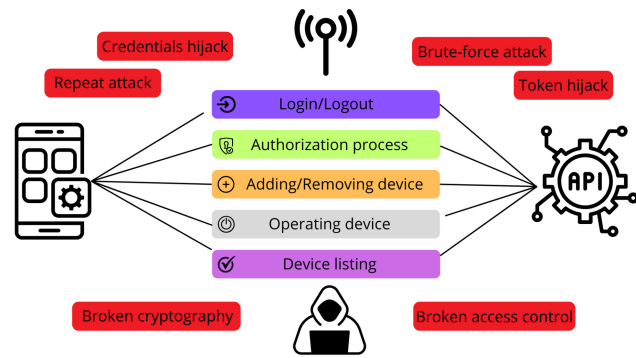 Credentials hijack
Brute-force attack
Repeat attack
Token hijack
Login/Logout
Authorization process
Adding/Removing device
API
Operating device
Device listing
Broken cryptography
Broken access control